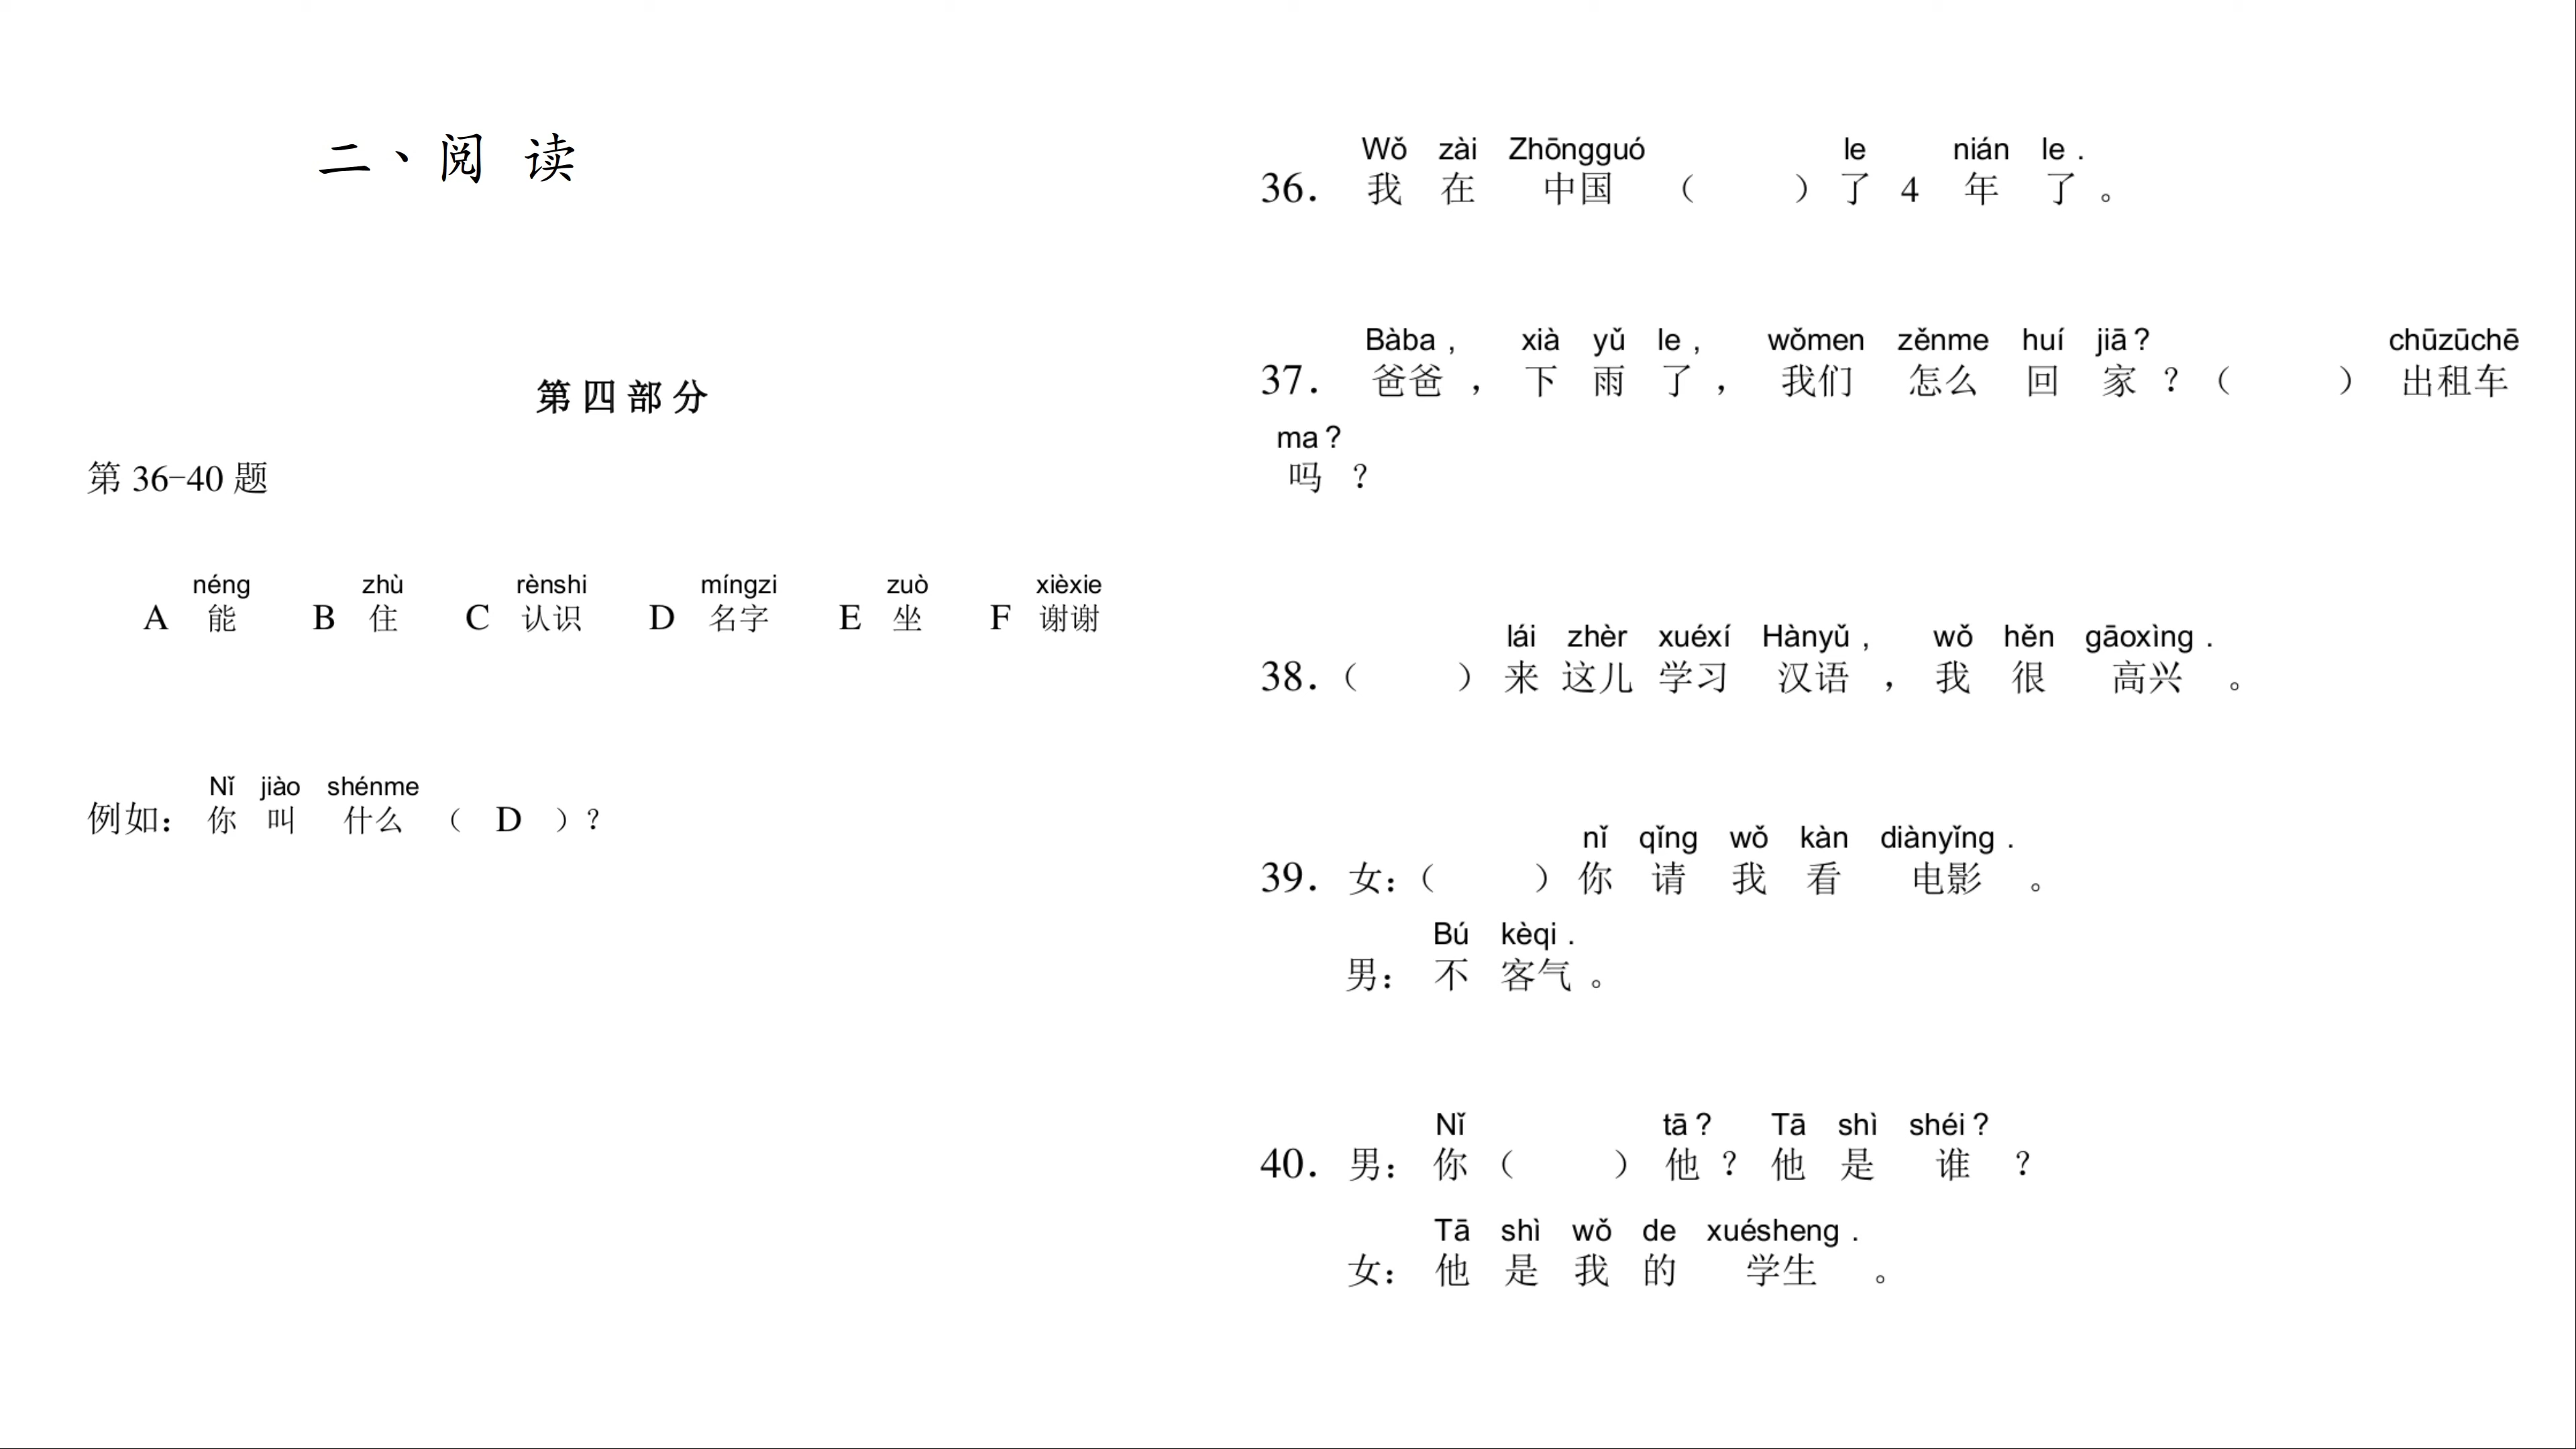 二、阅 读
第四部分
第 36-40 题
néng zhù rènshi míngzi zuò xièxie
A 能 B 住 C 认识 D 名字 E 坐 F 谢谢
Nǐ jiào shénme
例如： 你 叫 什么 （ D ）？
Wǒ zài Zhōngguó le nián le .
36. 我 在 中国 （ ）了 4 年 了 。
Bàba , xià yǔ le , wǒmen zěnme huí jiā ? chūzūchē
37. 爸爸 ， 下 雨 了 ， 我们 怎么 回 家 ？（ ） 出租车
ma ?
吗 ？
lái zhèr xuéxí Hànyǔ , wǒ hěn gāoxìng .
38.（ ）来 这儿 学习 汉语 ， 我 很 高兴 。
nǐ qǐng wǒ kàn diànyǐng .
39. 女：（ ）你 请 我 看 电影 。
Bú kèqi .
男： 不 客气 。
Nǐ tā ? Tā shì shéi ?
40. 男： 你（ ）他 ？ 他 是 谁 ？
Tā shì wǒ de xuésheng .
女： 他 是 我 的 学生 。